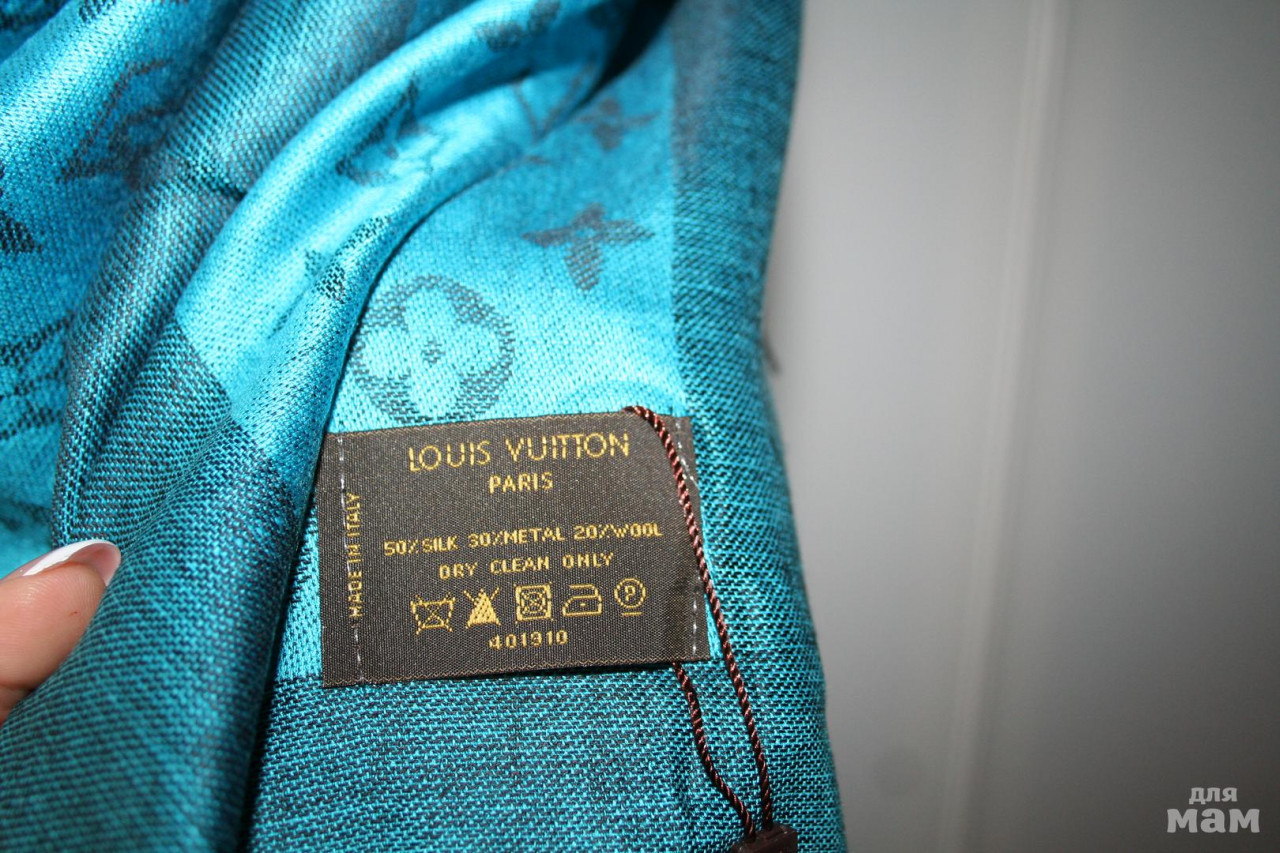 LOUIS VUITTON
PARIS
MADE IN ITALY
50% SILK 30% METAL 20% WOOL
DRY CLEAN ONLY
P
401910
для
мам